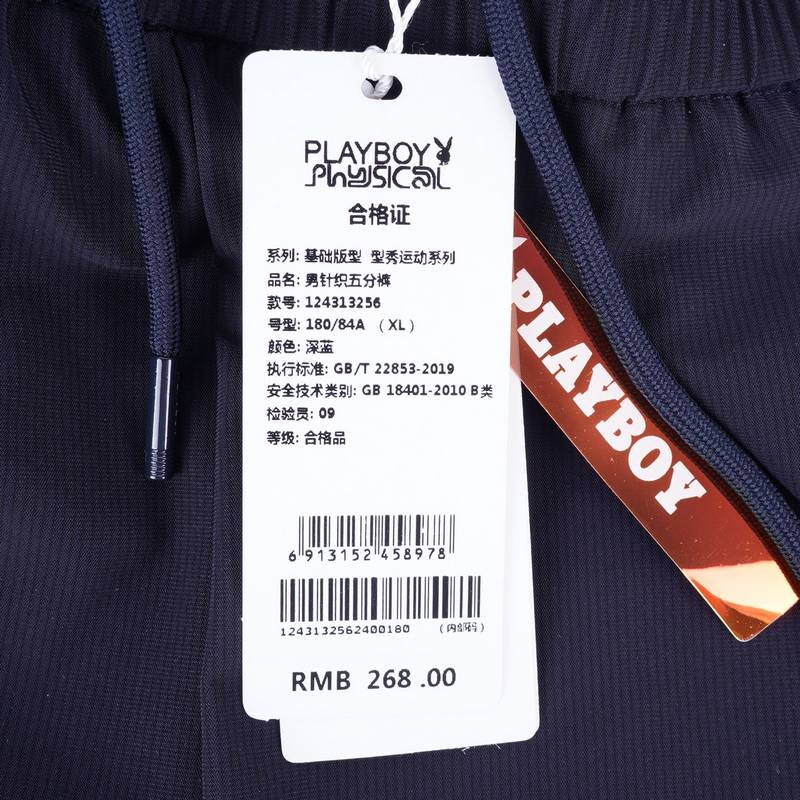 PLAYBOY
PhYSICAL
合格证
系列: 基础版型 型秀运动系列
品名: 男针织五分裤
款号: 124313256
号型: 180/84A （XL）
颜色: 深蓝
执行标准: GB/T 22853-2019
安全技术类别: GB 18401-2010 B类
检验员: 09
等级: 合格品
6 913152 458978
1243132562400180 (内部码)
RMB 268 .00
PLAYBOY